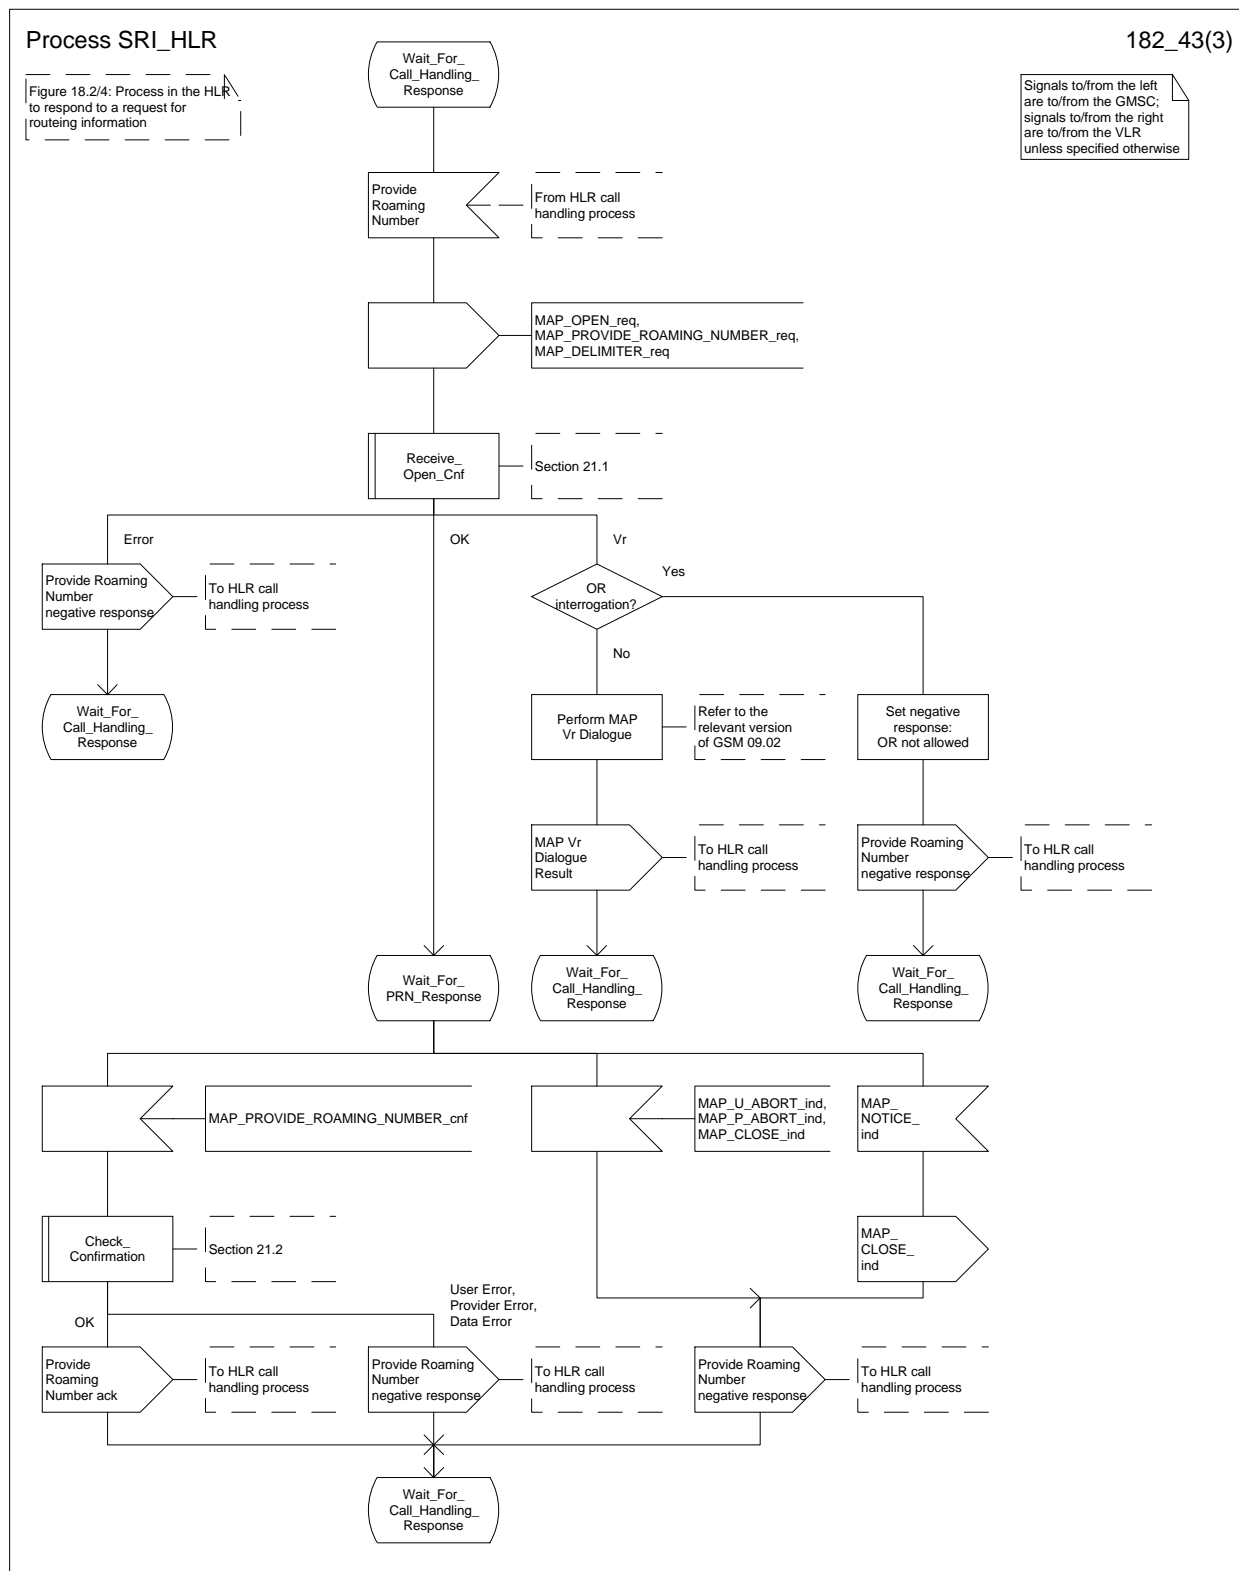 Process SRI_HLR
182_43(3)
Figure 18.2/4: Process in the HLR
to respond to a request for
routeing information
Wait_For_
Call_Handling_
Response
Signals to/from the left
are to/from the GMSC;
signals to/from the right
are to/from the VLR
unless specified otherwise
Provide
Roaming
Number
From HLR call
handling process
MAP_OPEN_req,
MAP_PROVIDE_ROAMING_NUMBER_req,
MAP_DELIMITER_req
Receive_
Open_Cnf
Section 21.1
Error
OK
Vr
Provide Roaming
Number
negative response
To HLR call
handling process
OR
interrogation?
Yes
No
Wait_For_
Call_Handling_
Response
Perform MAP
Vr Dialogue
Refer to the
relevant version
of GSM 09.02
Set negative
response:
OR not allowed
MAP Vr
Dialogue
Result
To HLR call
handling process
Provide Roaming
Number
negative response
To HLR call
handling process
Wait_For_
PRN_Response
Wait_For_
Call_Handling_
Response
Wait_For_
Call_Handling_
Response
MAP_PROVIDE_ROAMING_NUMBER_cnf
MAP_U_ABORT_ind,
MAP_P_ABORT_ind,
MAP_CLOSE_ind
MAP_
NOTICE_
ind
Check_
Confirmation
Section 21.2
MAP_
CLOSE_
ind
OK
User Error,
Provider Error,
Data Error
Provide
Roaming
Number ack
To HLR call
handling process
Provide Roaming
Number
negative response
To HLR call
handling process
Provide Roaming
Number
negative response
To HLR call
handling process
Wait_For_
Call_Handling_
Response